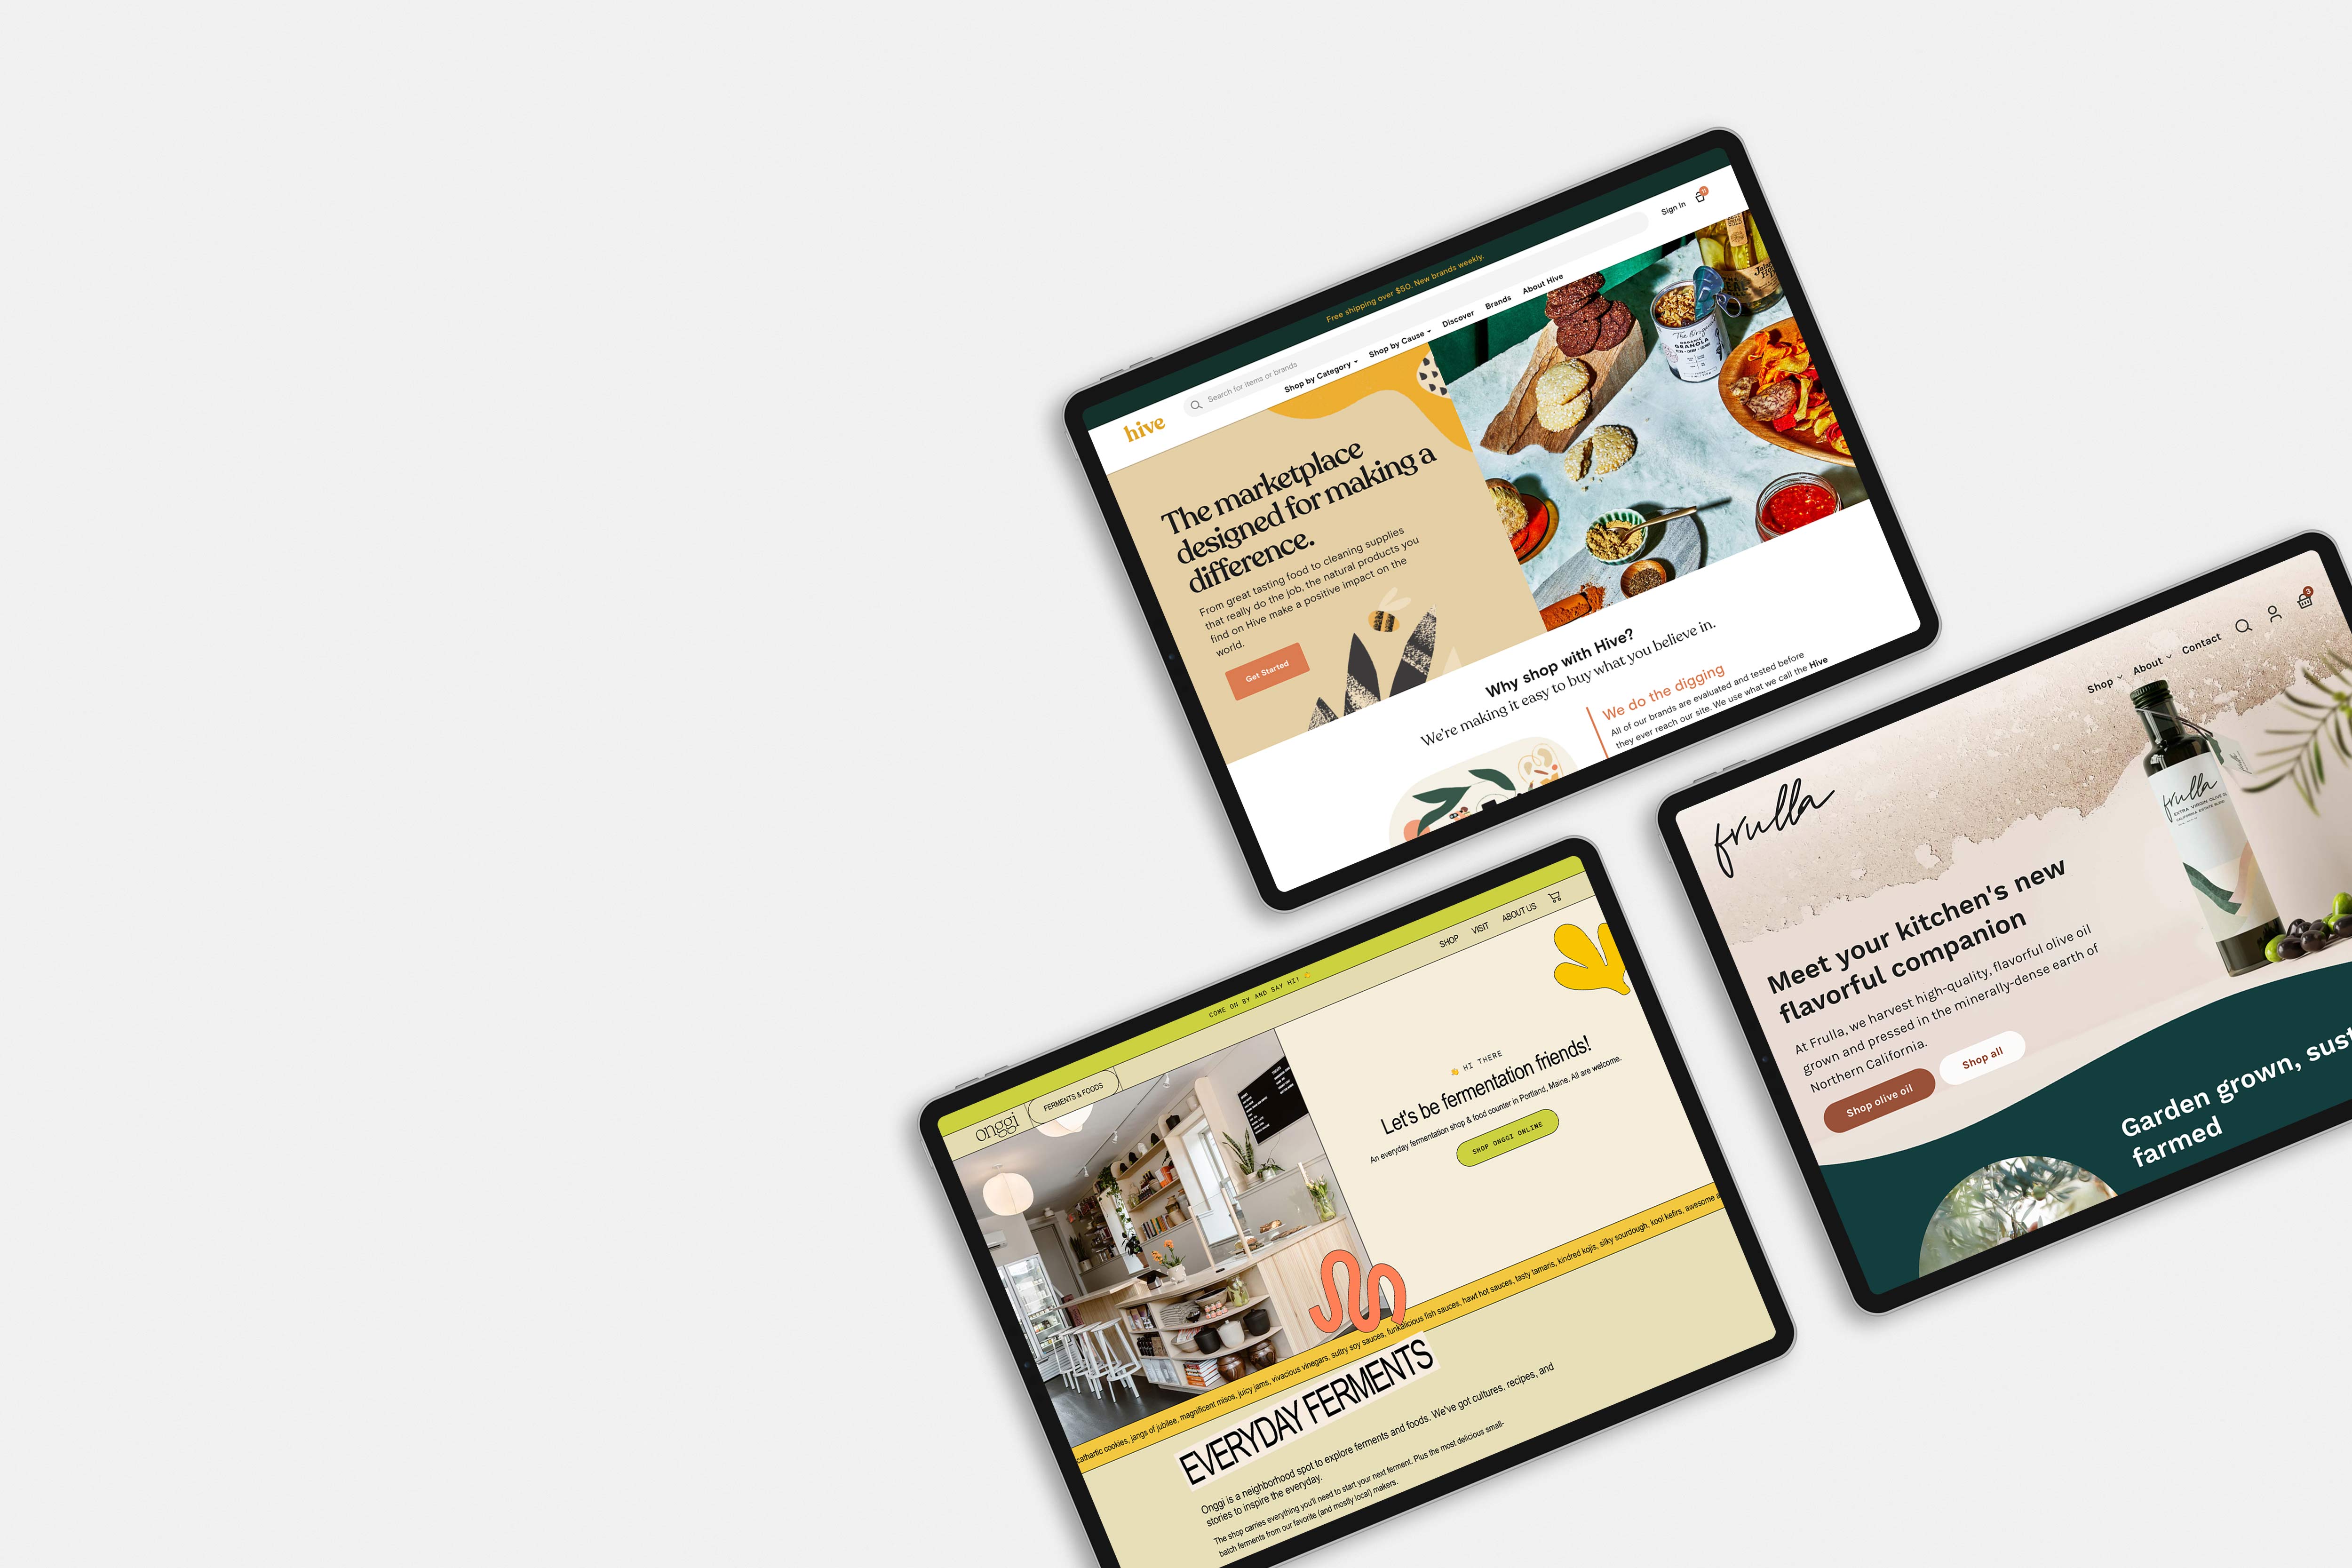 Free shipping over $50. New brands weekly.
hive
Search for items or brands
Sign In
Shop by Category
Shop by Cause
Discover
Brands
About Hive
The marketplace
designed for making a
difference.
From great tasting food to cleaning supplies
that really do the job, the natural products you
find on Hive make a positive impact on the
world.
Get Started
The Original
ORGANIC
GRANOLA
Why shop with Hive?
We're making it easy to buy what you believe in.
We do the digging
All of our brands are evaluated and tested before
they ever reach our site. We use what we call the Hive
frulla
Shop
About
Contact
3
Meet your kitchen's new
flavorful companion
At Frulla, we harvest high-quality, flavorful olive oil
grown and pressed in the minerally-dense earth of
Northern California.
Shop olive oil
Shop all
frulla
EXTRA VIRGIN OLIVE OIL
CALIFORNIA ESTATE BLEND
Garden grown, sust
farmed
COME ON BY AND SAY HI!
onggi
FERMENTS & FOODS
SHOP
VISIT
ABOUT US
HI THERE
Let's be fermentation friends!
An everyday fermentation shop & food counter in Portland, Maine. All are welcome.
SHOP ONGGI ONLINE
cathartic cookies, jangs of jubilee, magnificent misos, juicy jams, vivacious vinegars, sultry soy sauces, funkalicious fish sauces, hawt hot sauces, tasty tamaris, kindred kojis, silky sourdough, kool kefirs, awesome
EVERYDAY FERMENTS
Onggi is a neighborhood spot to explore ferments and foods. We've got cultures, recipes, and
stories to inspire the everyday.
The shop carries everything you'll need to start your next ferment. Plus the most delicious small-
batch ferments from our favorite (and mostly local) makers.